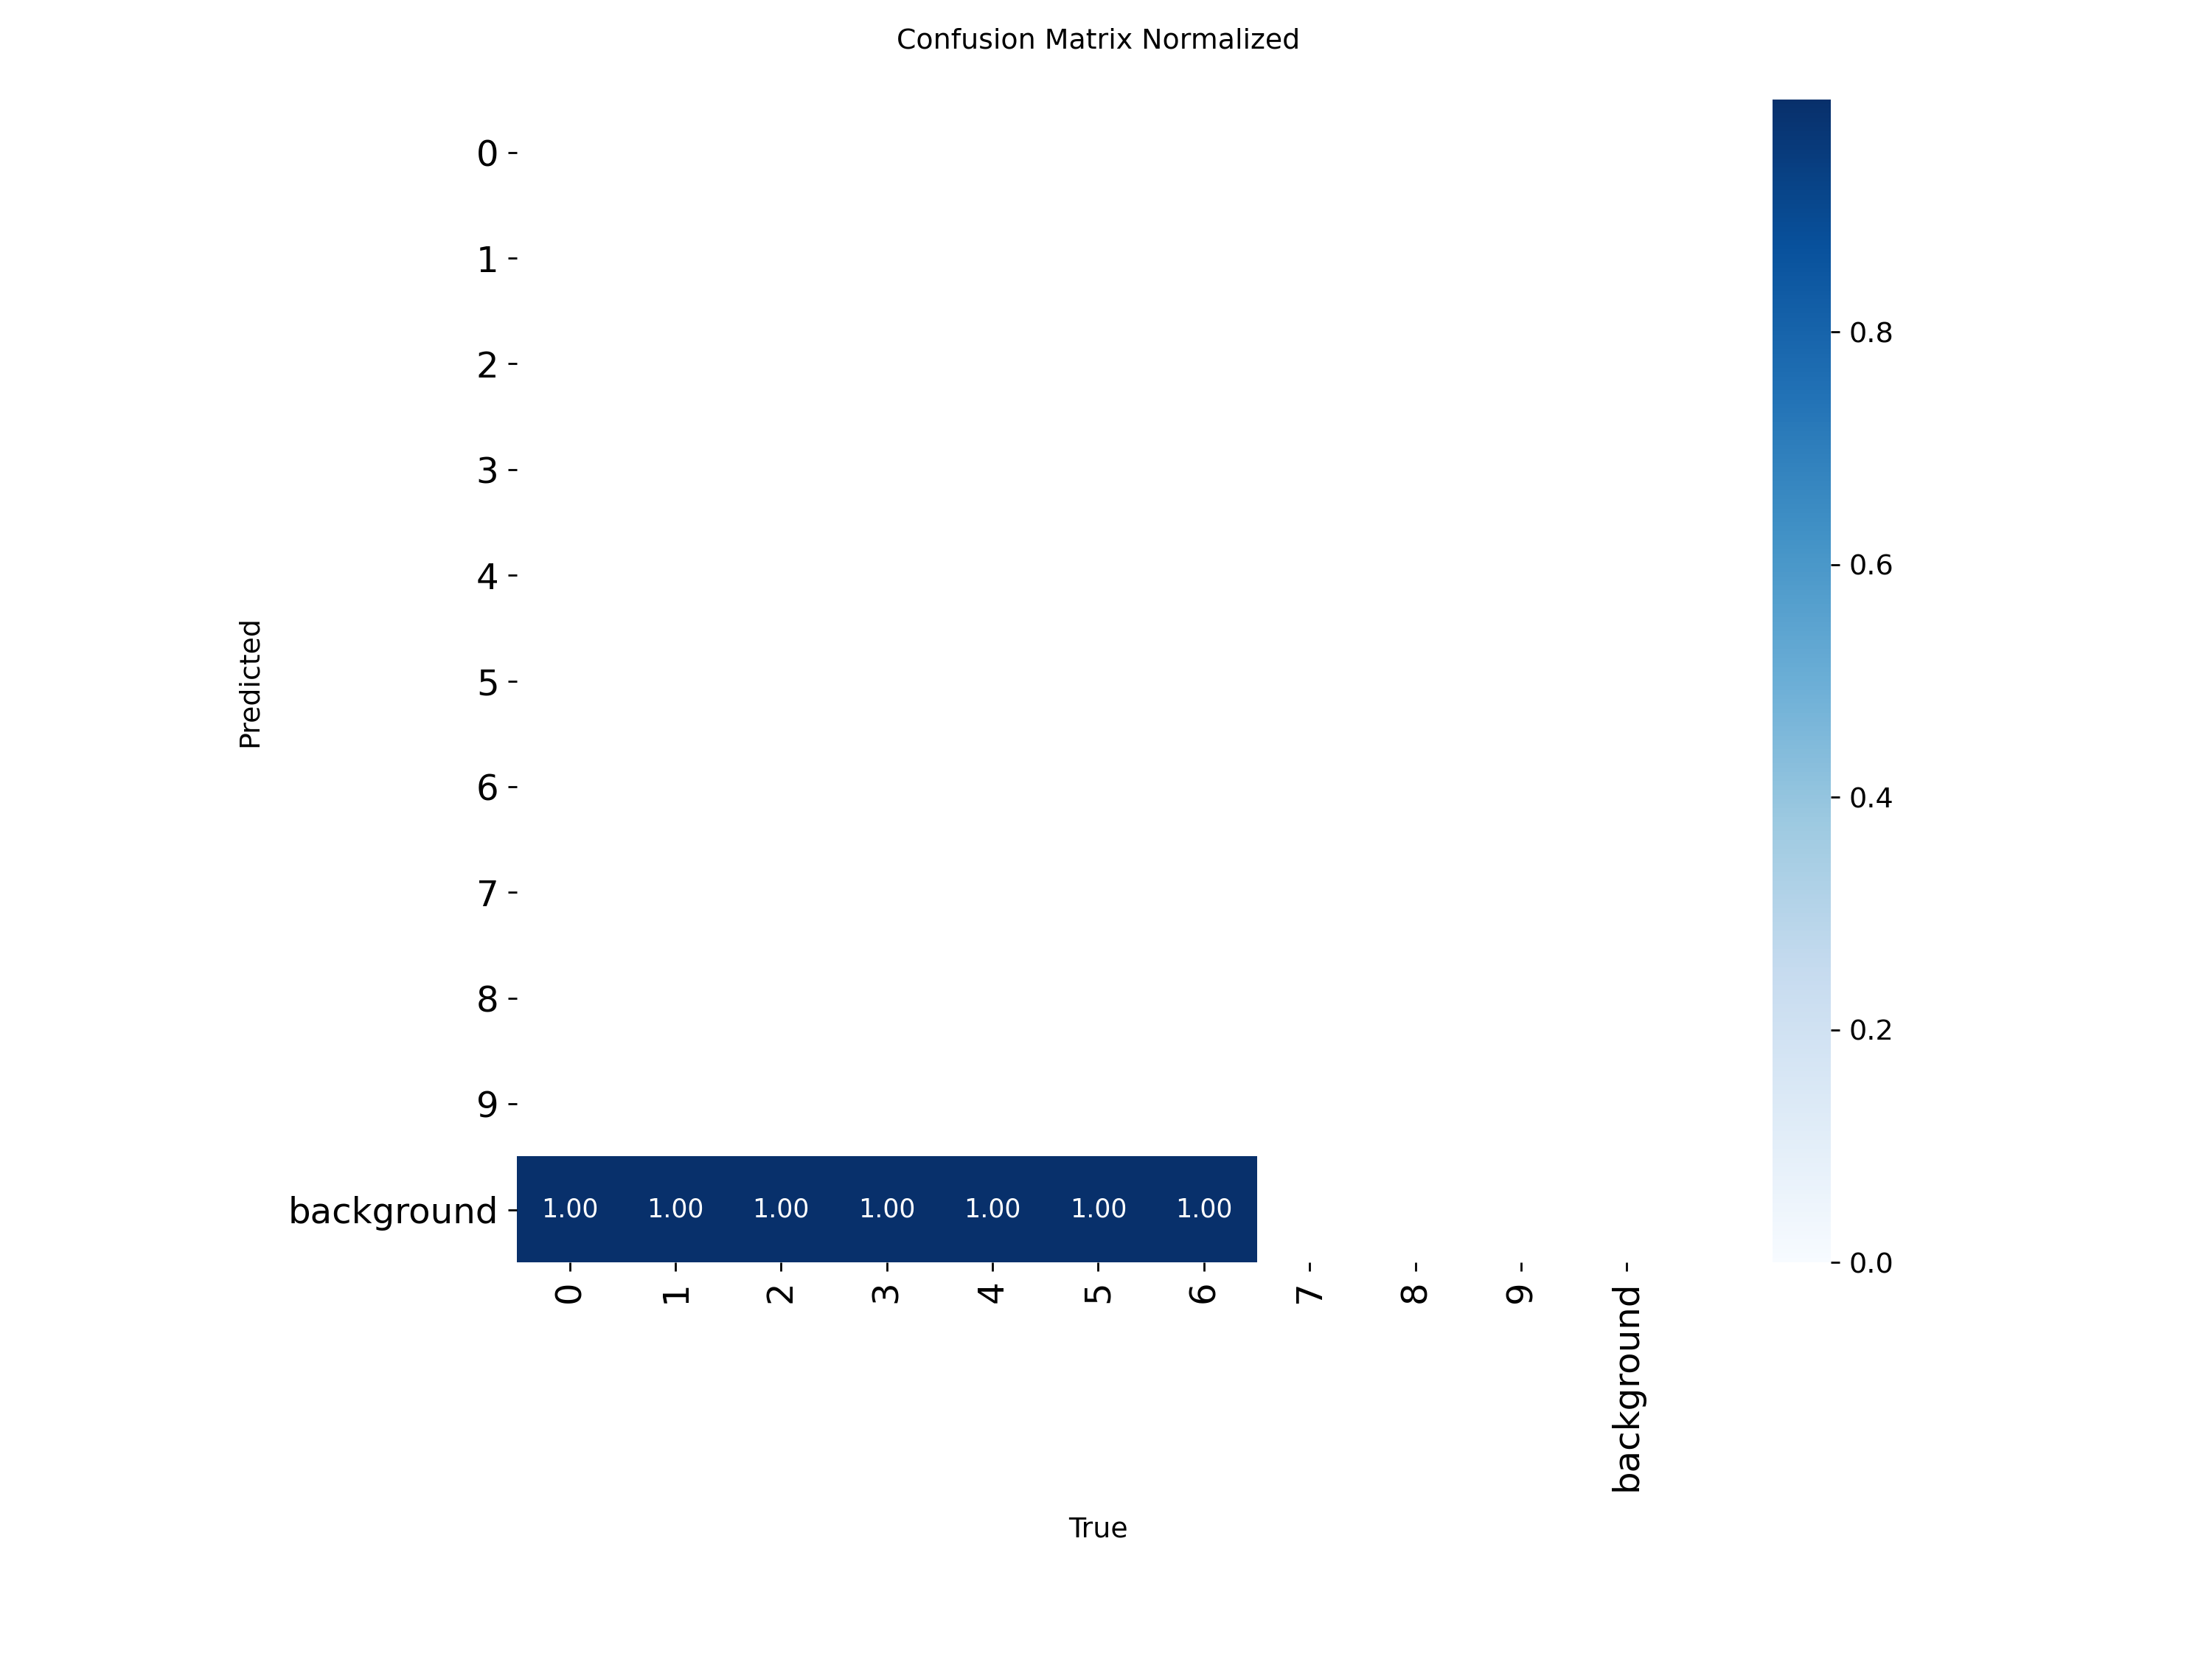 Confusion Matrix Normalized
Predicted
0
1
2
3
4
5
6
7
8
9
background
1.00 1.00 1.00 1.00 1.00 1.00 1.00
0 1 2 3 4 5 6 7 8 9 background
True
0.8
0.6
0.4
0.2
0.0